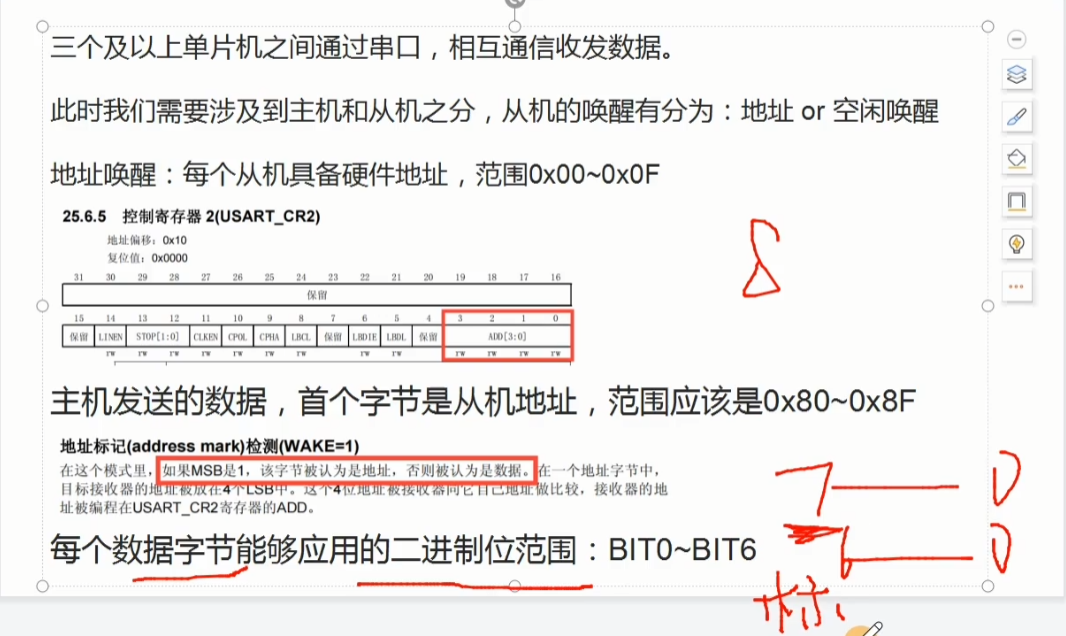 三个及以上单片机之间通过串口，相互通信收发数据。
此时我们需要涉及到主机和从机之分，从机的唤醒有分为：地址 or 空闲唤醒
地址唤醒：每个从机具备硬件地址，范围0x00~0x0F
25.6.5 控制寄存器 2(USART_CR2)
地址偏移：0x10
复位值：0x0000
31 30 29 28 27 26 25 24 23 22 21 20 19 18 17 16
保留
15 14 13 12 11 10 9 8 7 6 5 4 3 2 1 0
保留 LINEN STOP[1:0] CLKEN CPOL CPHA LBCL 保留 LBDIE LBDL 保留 ADD[3:0]
rw rw rw rw rw rw rw rw rw rw rw rw rw
8
主机发送的数据，首个字节是从机地址，范围应该是0x80~0x8F
地址标记(address mark)检测(WAKE=1)
在这个模式里，如果MSB是1，该字节被认为是地址，否则被认为是数据。在一个地址字节中，
目标接收器的地址被放在4个LSB中。这个4位地址被接收器同它自己地址做比较，接收器的地
址被编程在USART_CR2寄存器的ADD。
7 0
每个数据字节能够应用的二进制位范围：BIT0~BIT6
6 0
标